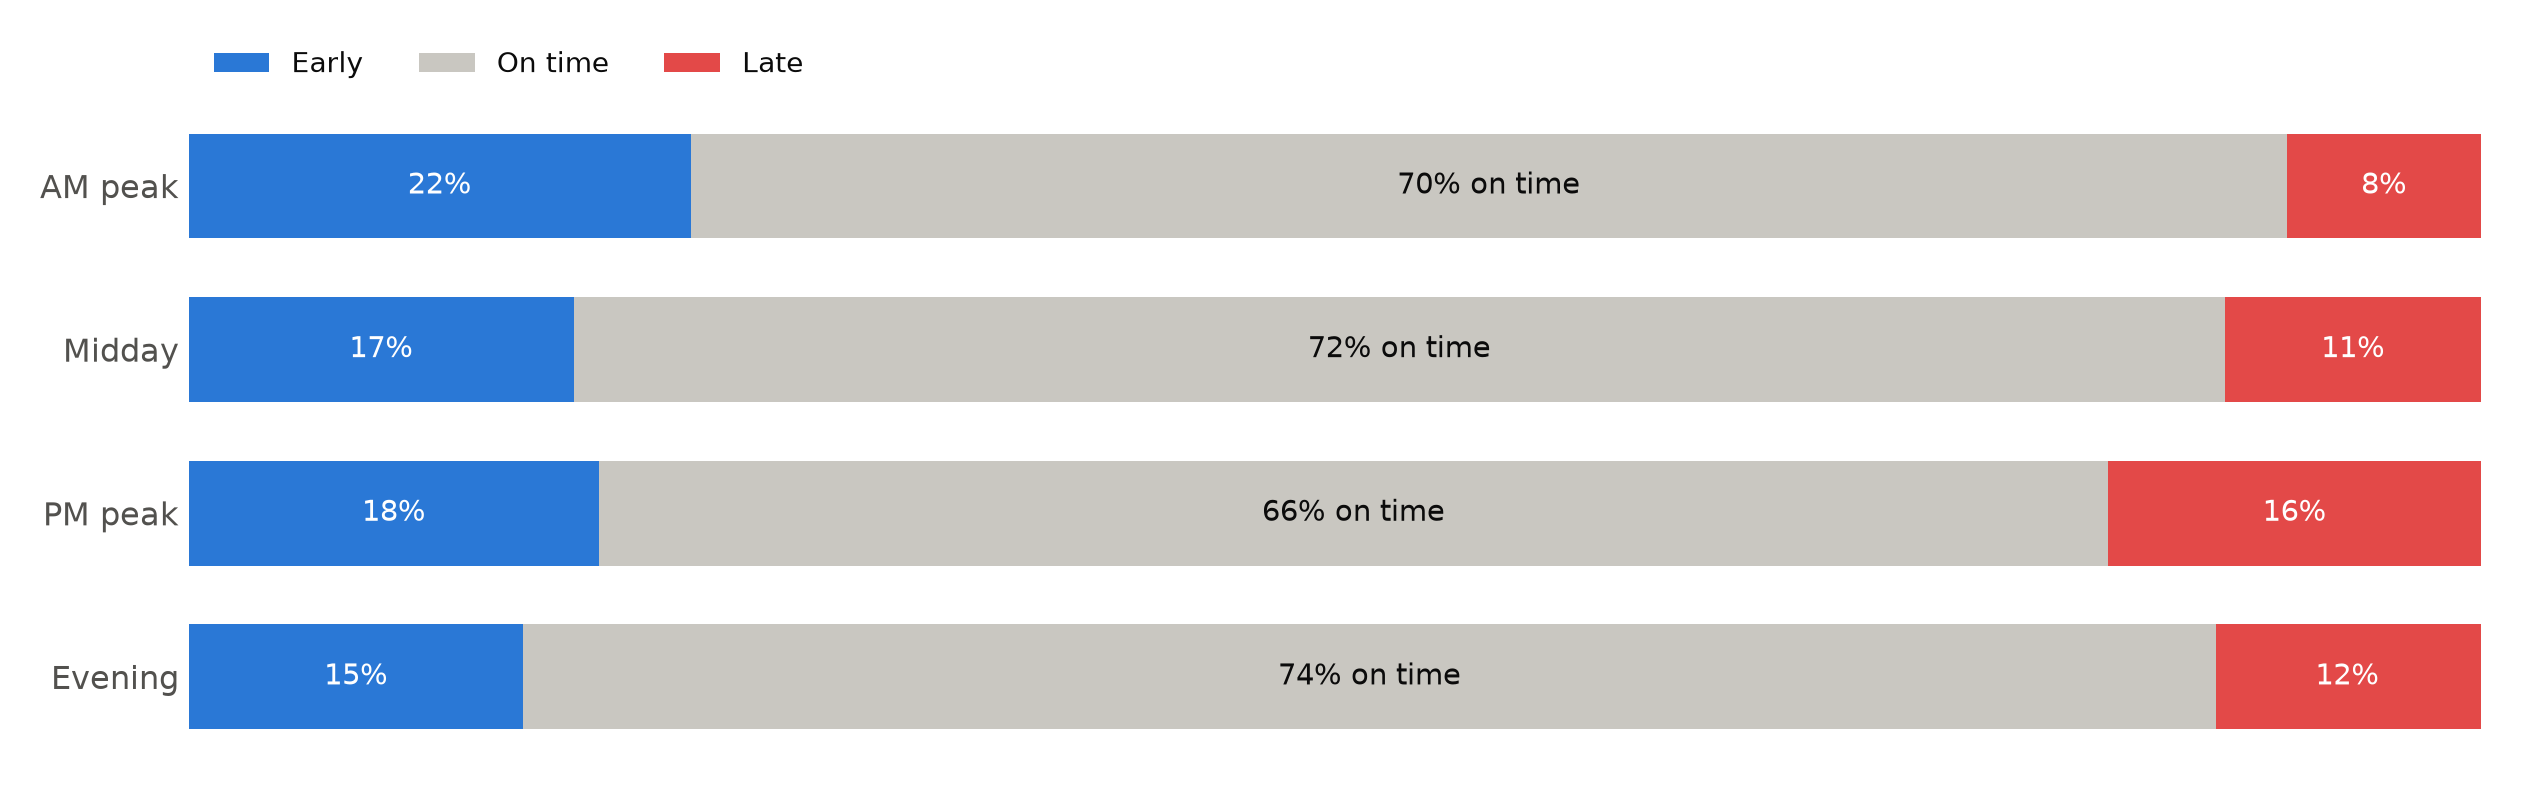 Early On time Late
AM peak 22% 70% on time 8%
Midday 17% 72% on time 11%
PM peak 18% 66% on time 16%
Evening 15% 74% on time 12%